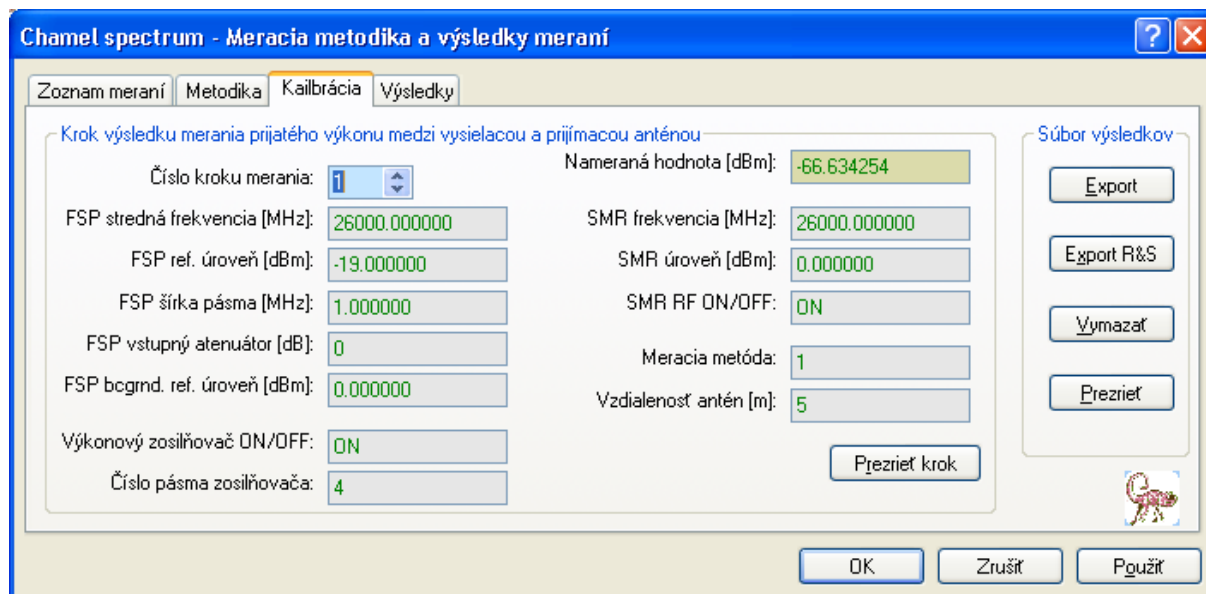 Chamel spectrum - Meracia metodika a výsledky meraní
Zoznam meraní Metodika Kailbrácia Výsledky
Krok výsledku merania prijatého výkonu medzi vysielacou a prijímacou anténou
Číslo kroku merania: 1
Nameraná hodnota [dBm]: -66.634254
FSP stredná frekvencia [MHz]: 26000.000000
SMR frekvencia [MHz]: 26000.000000
FSP ref. úroveň [dBm]: -19.000000
SMR úroveň [dBm]: 0.000000
FSP šírka pásma [MHz]: 1.000000
SMR RF ON/OFF: ON
FSP vstupný atenuátor [dB]: 0
Meracia metóda: 1
FSP bcgrnd. ref. úroveň [dBm]: 0.000000
Vzdialenosť antén [m]: 5
Výkonový zosilňovač ON/OFF: ON
Číslo pásma zosilňovača: 4
Prezrieť krok
Súbor výsledkov
Export
Export R&S
Vymazať
Prezrieť
OK Zrušiť Použiť